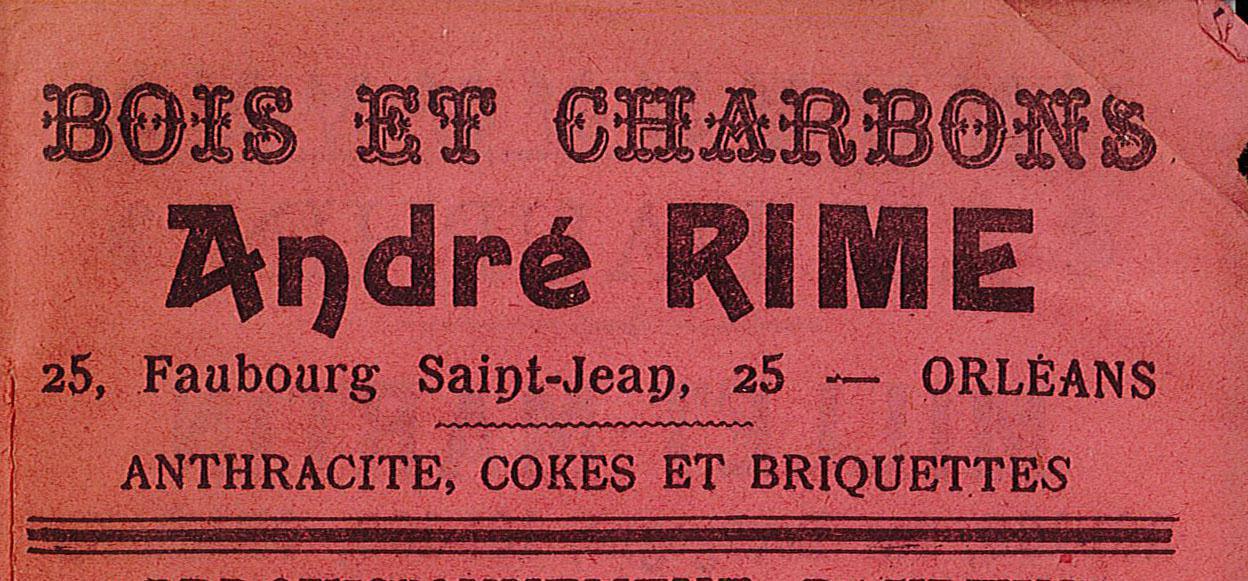 BOIS ET CHARBONS
André RIME
25, Faubourg Saint-Jean, 25 — ORLÉANS
ANTHRACITE, COKES ET BRIQUETTES